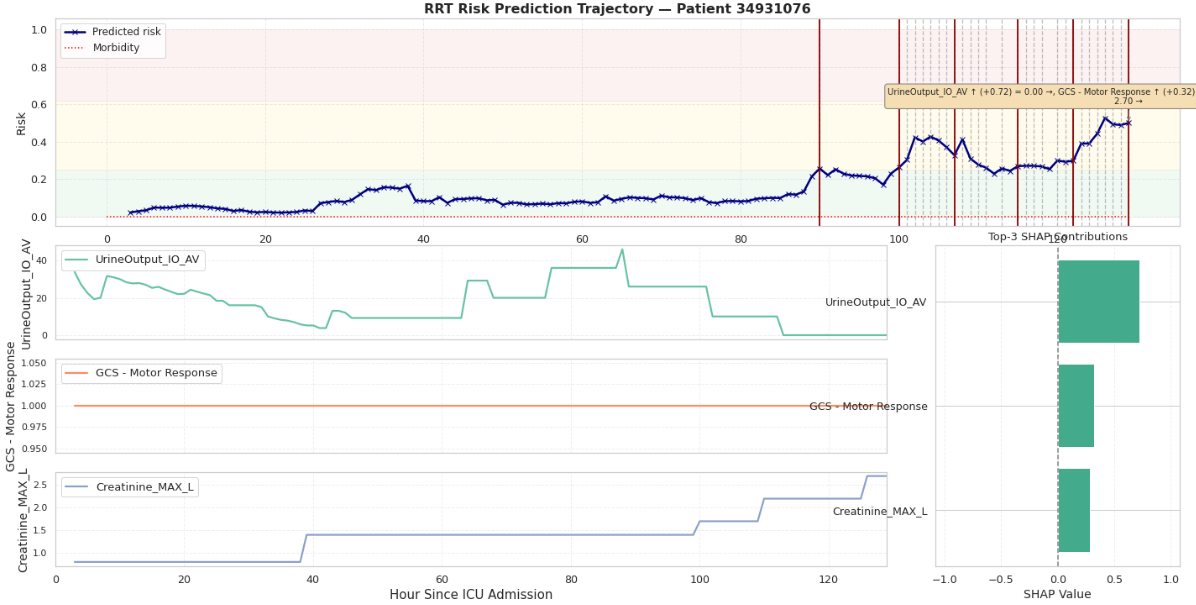 RRT Risk Prediction Trajectory — Patient 34931076
Predicted risk
Morbidity
Risk
1.0
0.8
0.6
0.4
0.2
0.0
UrineOutput_IO_AV ↑ (+0.72) = 0.00 →, GCS - Motor Response ↑ (+0.32)
2.70 →
0
20
40
60
80
100
120
UrineOutput_IO_AV
UrineOutput_IO_AV
40
20
0
GCS - Motor Response
GCS - Motor Response
1.050
1.025
1.000
0.975
0.950
Creatinine_MAX_L
Creatinine_MAX_L
2.5
2.0
1.5
1.0
0
20
40
60
80
100
120
Hour Since ICU Admission
Top-3 SHAP Contributions
UrineOutput_IO_AV
GCS - Motor Response
Creatinine_MAX_L
−1.0
−0.5
0.0
0.5
1.0
SHAP Value